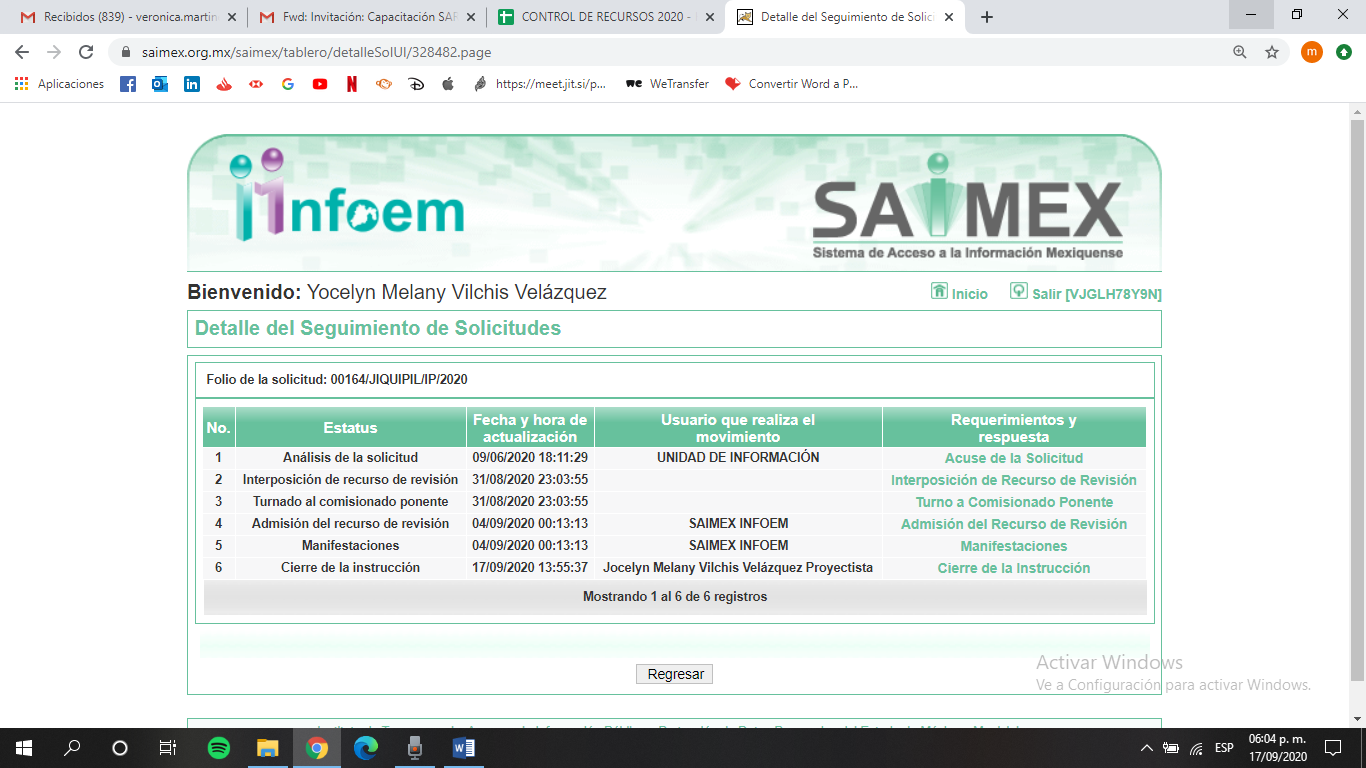 Recibidos (839) - veronica.martin
Fwd: Invitación: Capacitación SAR
CONTROL DE RECURSOS 2020 -
Detalle del Seguimiento de Solici
saimex.org.mx/saimex/tablero/detalleSolUI/328482.page
m
Aplicaciones
https://meet.jit.si/p...
WeTransfer
Convertir Word a P...
infoem
SAIMEX
Sistema de Acceso a la Información Mexiquense
Bienvenido: Yocelyn Melany Vilchis Velázquez
Inicio
Salir [VJGLH78Y9N]
Detalle del Seguimiento de Solicitudes
Folio de la solicitud: 00164/JIQUIPIL/IP/2020
No. Estatus Fecha y hora de actualización Usuario que realiza el movimiento Requerimientos y respuesta
1 Análisis de la solicitud 09/06/2020 18:11:29 UNIDAD DE INFORMACIÓN Acuse de la Solicitud
2 Interposición de recurso de revisión 31/08/2020 23:03:55 Interposición de Recurso de Revisión
3 Turnado al comisionado ponente 31/08/2020 23:03:55 Turno a Comisionado Ponente
4 Admisión del recurso de revisión 04/09/2020 00:13:13 SAIMEX INFOEM Admisión del Recurso de Revisión
5 Manifestaciones 04/09/2020 00:13:13 SAIMEX INFOEM Manifestaciones
6 Cierre de la instrucción 17/09/2020 13:55:37 Jocelyn Melany Vilchis Velázquez Proyectista Cierre de la Instrucción
Mostrando 1 al 6 de 6 registros
Regresar
Activar Windows
Ve a Configuración para activar Windows.
ESP
06:04 p. m.
17/09/2020